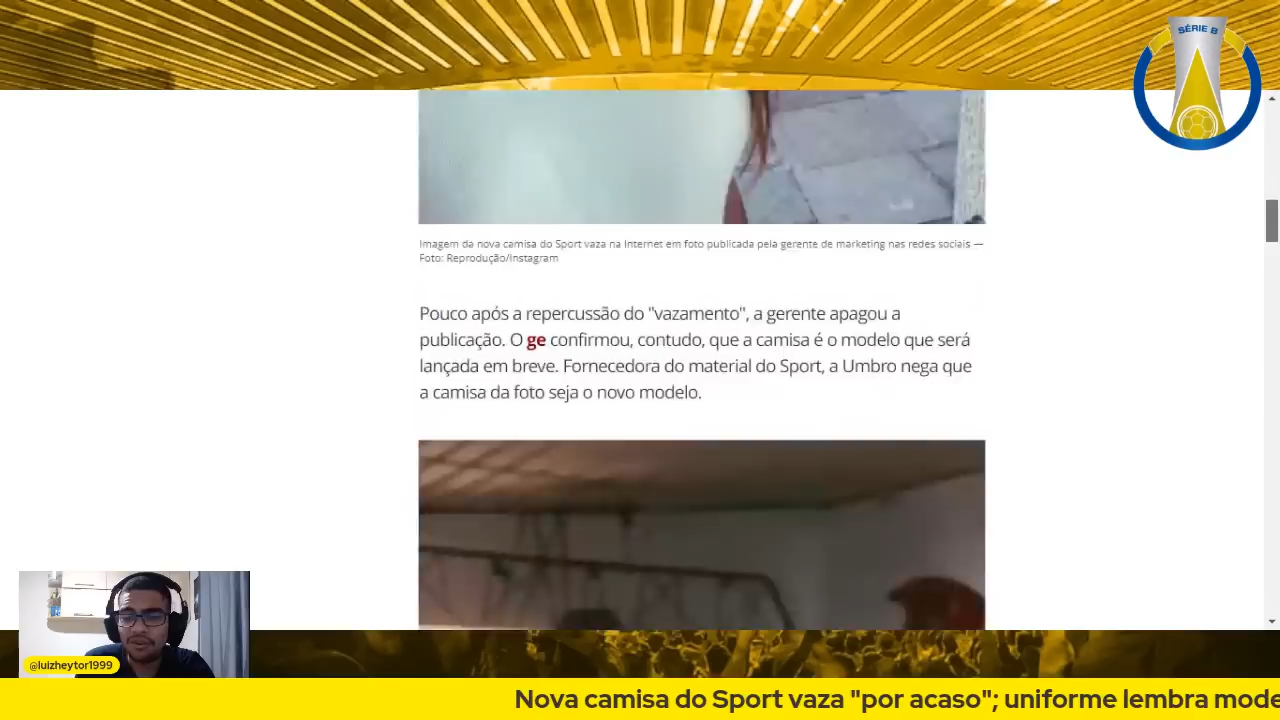 SÉRIE B
Imagem da nova camisa do Sport vaza na Internet em foto publicada pela gerente de marketing nas redes sociais —
Foto: Reprodução/Instagram
Pouco após a repercussão do "vazamento", a gerente apagou a
publicação. O ge confirmou, contudo, que a camisa é o modelo que será
lançada em breve. Fornecedora do material do Sport, a Umbro nega que
a camisa da foto seja o novo modelo.
@luizheytor1999
Nova camisa do Sport vaza "por acaso"; uniforme lembra mode